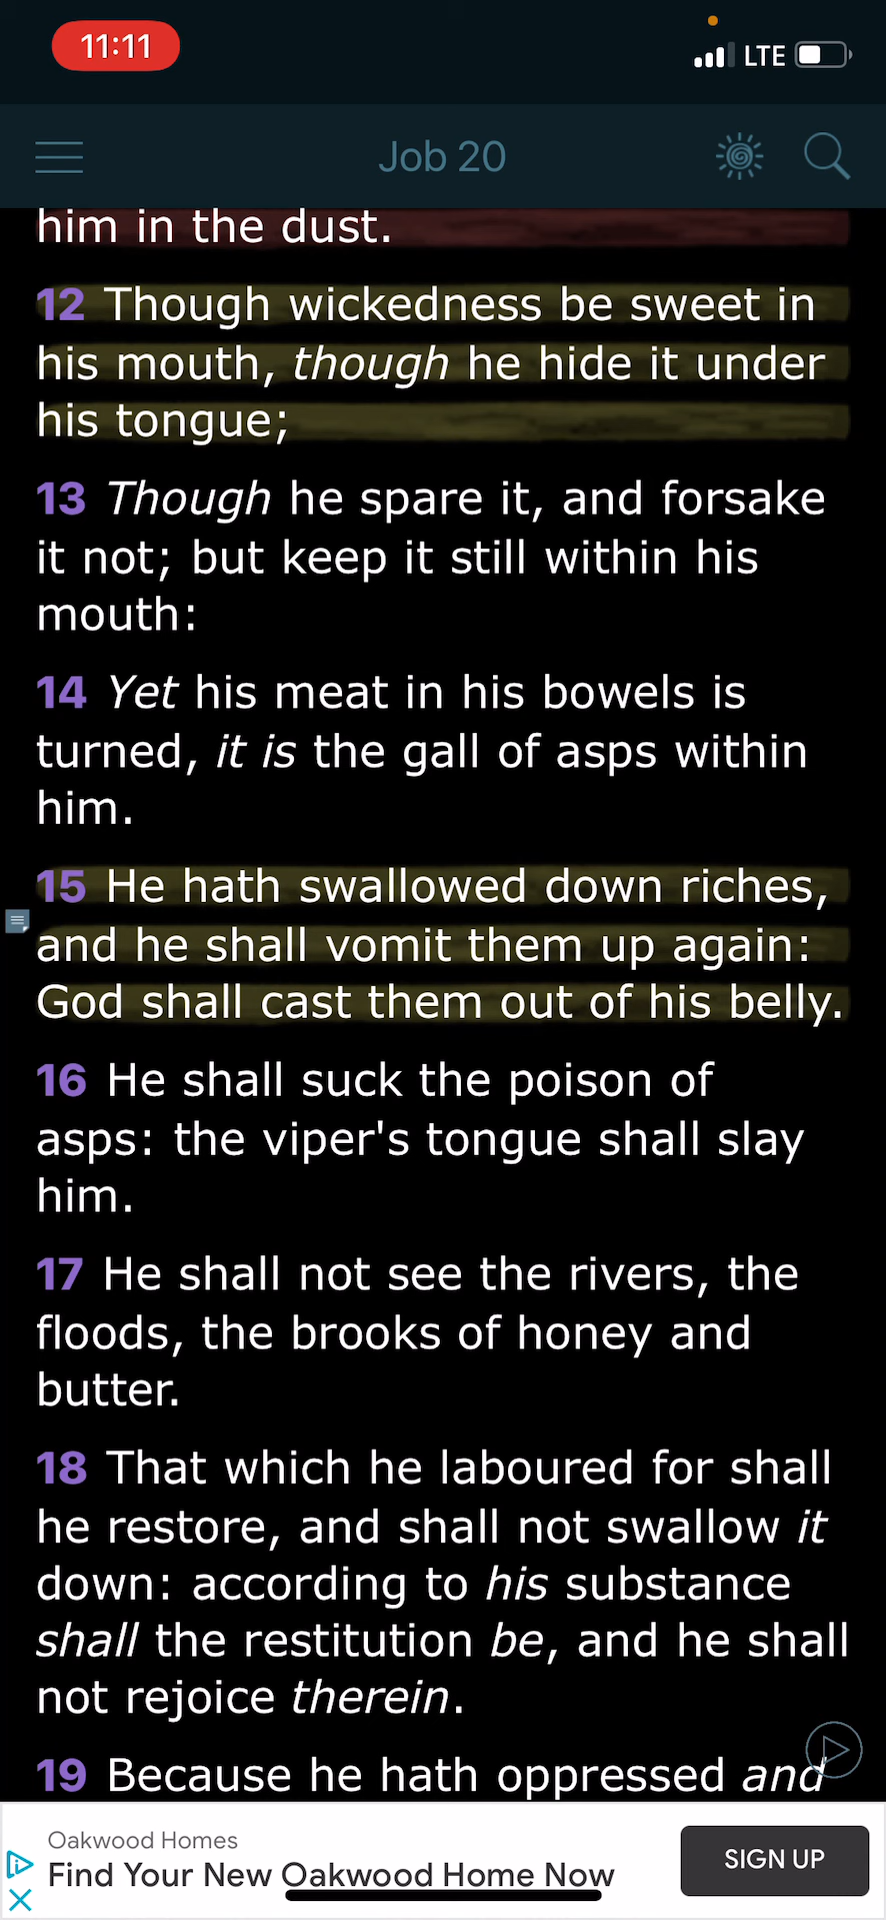 11:11
LTE
Job 20
him in the dust.
12 Though wickedness be sweet in
his mouth, though he hide it under
his tongue;
13 Though he spare it, and forsake
it not; but keep it still within his
mouth:
14 Yet his meat in his bowels is
turned, it is the gall of asps within
him.
15 He hath swallowed down riches,
and he shall vomit them up again:
God shall cast them out of his belly.
16 He shall suck the poison of
asps: the viper's tongue shall slay
him.
17 He shall not see the rivers, the
floods, the brooks of honey and
butter.
18 That which he laboured for shall
he restore, and shall not swallow it
down: according to his substance
shall the restitution be, and he shall
not rejoice therein.
19 Because he hath oppressed and
Oakwood Homes
Find Your New Oakwood Home Now
SIGN UP